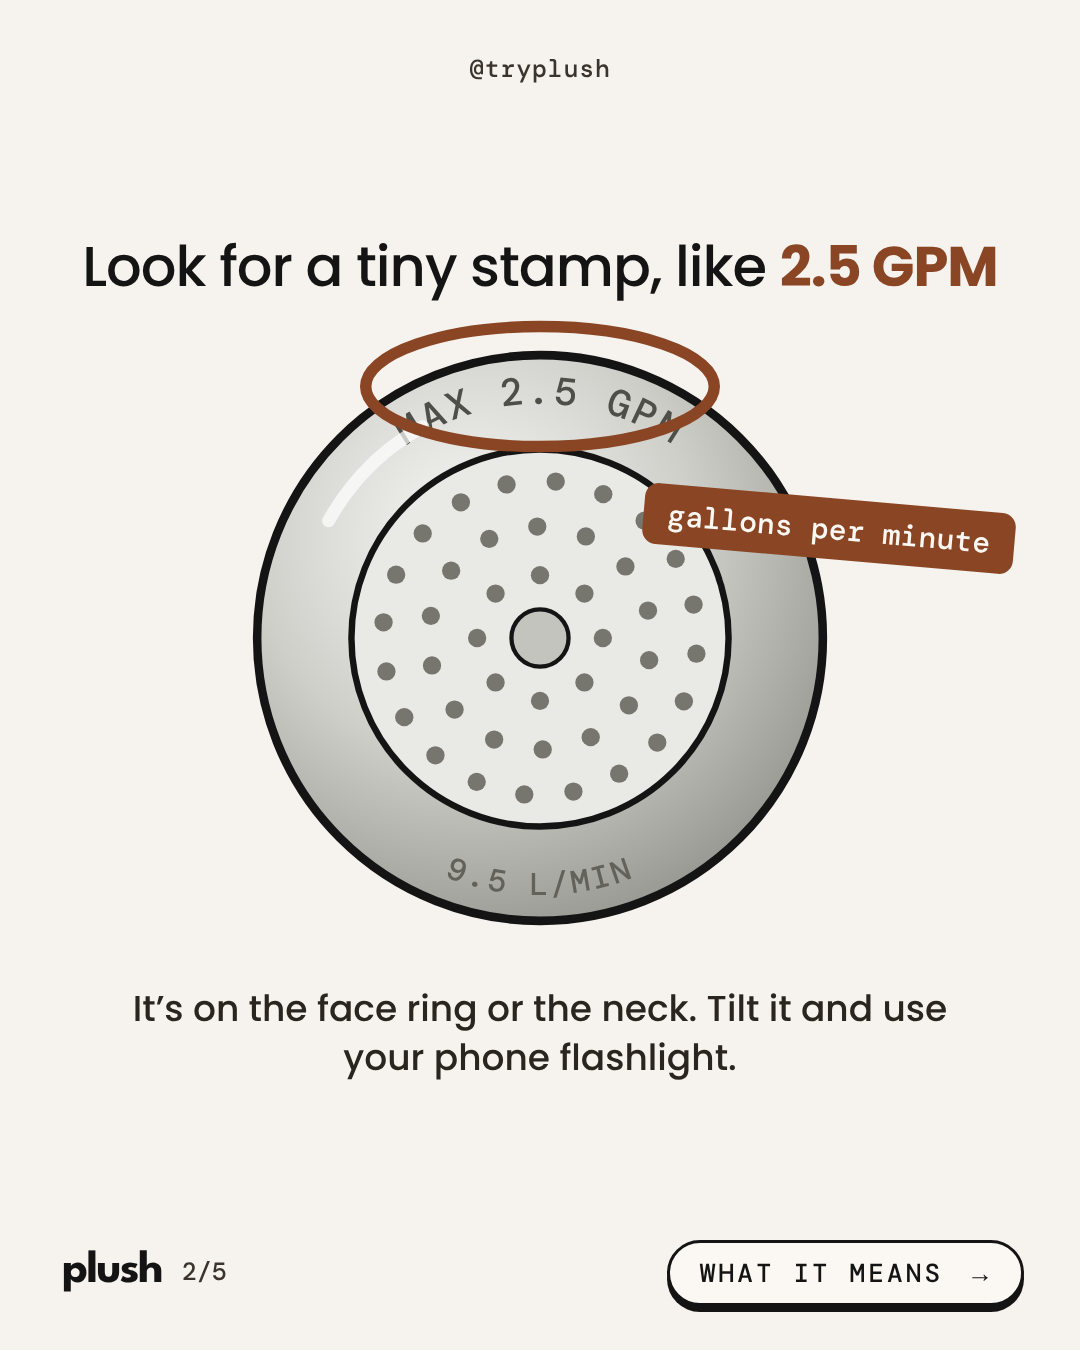 @tryplush
Look for a tiny stamp, like 2.5 GPM
MAX 2.5 GPM
gallons per minute
9.5 L/MIN
It’s on the face ring or the neck. Tilt it and use
your phone flashlight.
plush 2/5
WHAT IT MEANS →